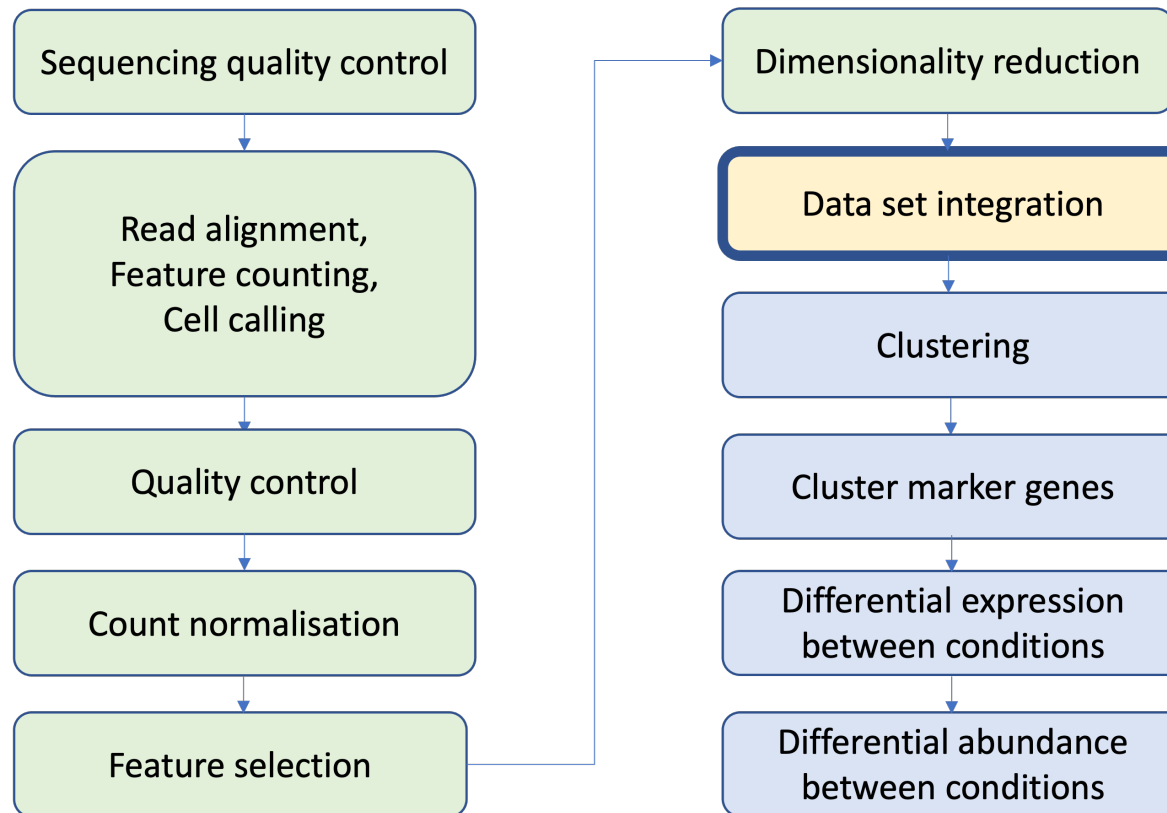 Sequencing quality control
Read alignment,
Feature counting,
Cell calling
Quality control
Count normalisation
Feature selection
Dimensionality reduction
Data set integration
Clustering
Cluster marker genes
Differential expression
between conditions
Differential abundance
between conditions